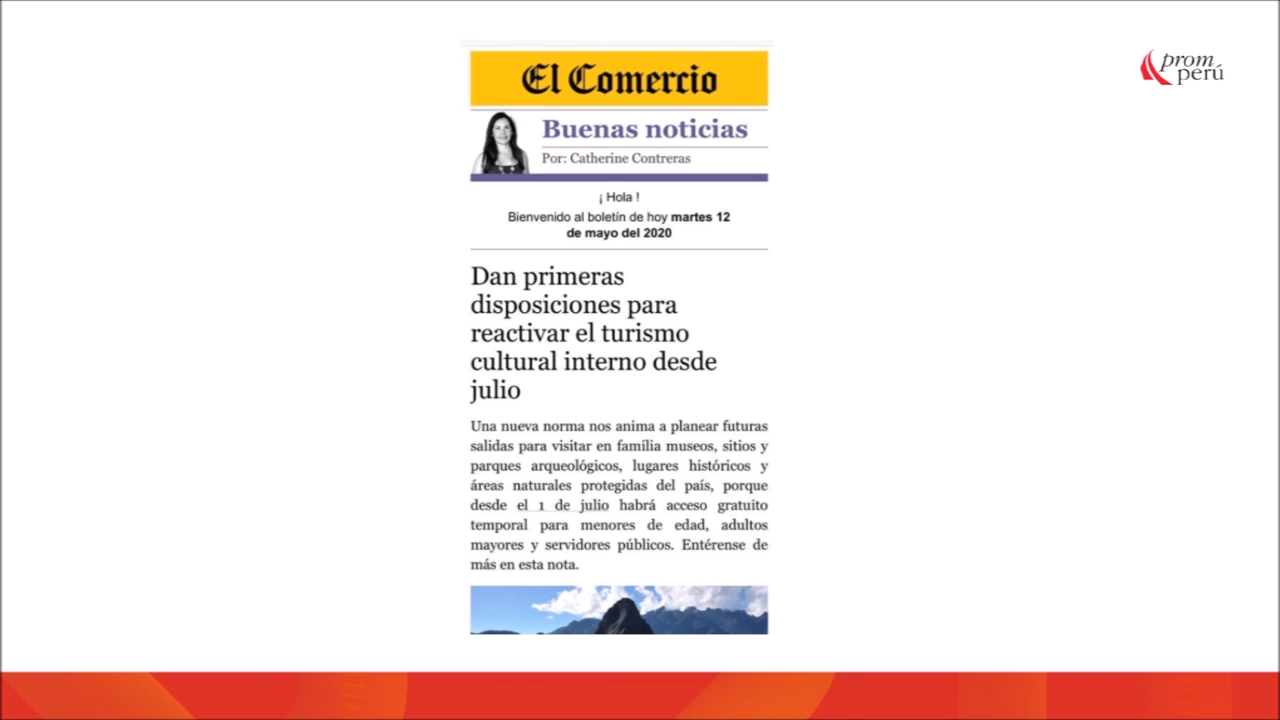 El Comercio
prom
perú
Buenas noticias
Por: Catherine Contreras
¡ Hola !
Bienvenido al boletín de hoy martes 12
de mayo del 2020
Dan primeras
disposiciones para
reactivar el turismo
cultural interno desde
julio
Una nueva norma nos anima a planear futuras
salidas para visitar en familia museos, sitios y
parques arqueológicos, lugares históricos y
áreas naturales protegidas del país, porque
desde el 1 de julio habrá acceso gratuito
temporal para menores de edad, adultos
mayores y servidores públicos. Entérense de
más en esta nota.